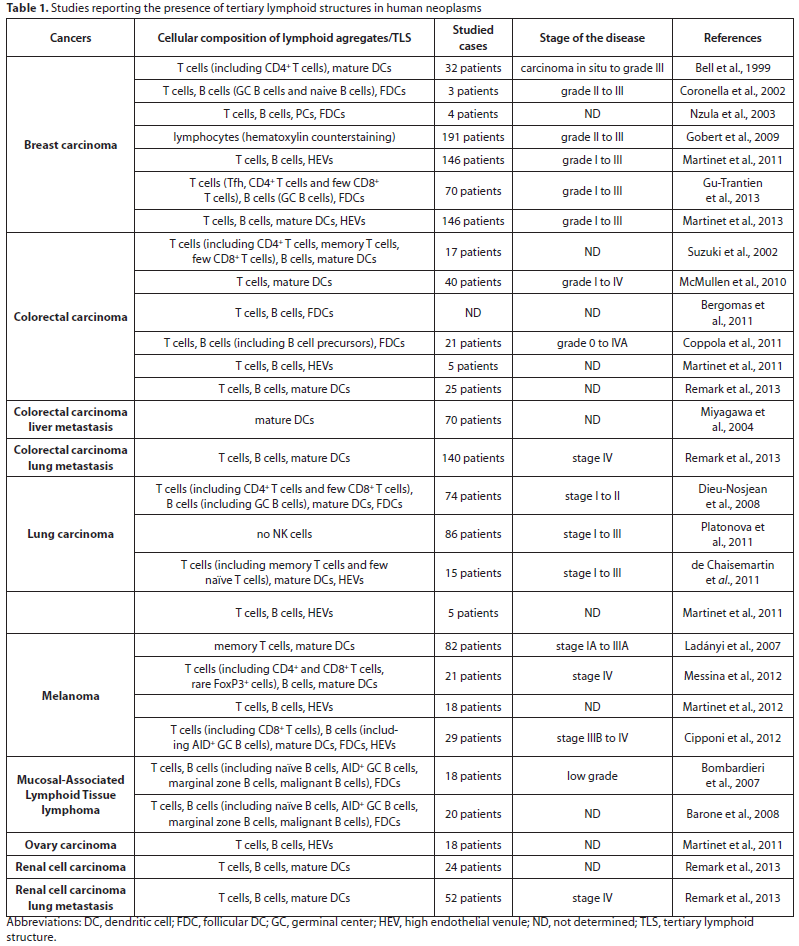 Table 1. Studies reporting the presence of tertiary lymphoid structures in human neoplasms
Cancers
Cellular composition of lymphoid agregates/TLS
Studied
cases
Stage of the disease
References
Breast carcinoma
T cells (including CD4+ T cells), mature DCs
32 patients
carcinoma in situ to grade III
Bell et al., 1999
T cells, B cells (GC B cells and naive B cells), FDCs
3 patients
grade II to III
Coronella et al., 2002
T cells, B cells, PCs, FDCs
4 patients
ND
Nzula et al., 2003
lymphocytes (hematoxylin counterstaining)
191 patients
grade II to III
Gobert et al., 2009
T cells, B cells, HEVs
146 patients
grade I to III
Martinet et al., 2011
T cells (Tfh, CD4+ T cells and few CD8+
T cells), B cells (GC B cells), FDCs
70 patients
grade I to III
Gu-Trantien
et al., 2013
T cells, B cells, mature DCs, HEVs
146 patients
grade I to III
Martinet et al., 2013
Colorectal carcinoma
T cells (including CD4+ T cells, memory T cells,
few CD8+ T cells), B cells, mature DCs
17 patients
ND
Suzuki et al., 2002
T cells, mature DCs
40 patients
grade I to IV
McMullen et al., 2010
T cells, B cells, FDCs
ND
ND
Bergomas et
al., 2011
T cells, B cells (including B cell precursors), FDCs
21 patients
grade 0 to IVA
Coppola et al., 2011
T cells, B cells, HEVs
5 patients
ND
Martinet et al., 2011
T cells, B cells, mature DCs
25 patients
ND
Remark et al., 2013
Colorectal carcinoma
liver metastasis
mature DCs
70 patients
ND
Miyagawa et
al., 2004
Colorectal carcinoma
lung metastasis
T cells, B cells, mature DCs
140 patients
stage IV
Remark et al., 2013
Lung carcinoma
T cells (including CD4+ T cells and few CD8+ T cells),
B cells (including GC B cells), mature DCs, FDCs
74 patients
stage I to II
Dieu-Nosjean
et al., 2008
no NK cells
86 patients
stage I to III
Platonova et
al., 2011
T cells (including memory T cells and few
naïve T cells), mature DCs, HEVs
15 patients
stage I to III
de Chaisemartin
et al., 2011
T cells, B cells, HEVs
5 patients
ND
Martinet et al., 2011
Melanoma
memory T cells, mature DCs
82 patients
stage IA to IIIA
Ladányi et al., 2007
T cells (including CD4+ and CD8+ T cells,
rare FoxP3+ cells), B cells, mature DCs
21 patients
stage IV
Messina et al., 2012
T cells, B cells, HEVs
18 patients
ND
Martinet et al., 2012
T cells (including CD8+ T cells), B cells (includ-
ing AID+ GC B cells), mature DCs, FDCs, HEVs
29 patients
stage IIIB to IV
Cipponi et al., 2012
Mucosal-Associated
Lymphoid Tissue
lymphoma
T cells, B cells (including naïve B cells, AID+ GC B cells,
marginal zone B cells, malignant B cells), FDCs
18 patients
low grade
Bombardieri
et al., 2007
T cells, B cells (including naïve B cells, AID+ GC B cells,
marginal zone B cells, malignant B cells), FDCs
20 patients
ND
Barone et al., 2008
Ovary carcinoma
T cells, B cells, HEVs
18 patients
ND
Martinet et al., 2011
Renal cell carcinoma
T cells, B cells, mature DCs
24 patients
ND
Remark et al., 2013
Renal cell carcinoma
lung metastasis
T cells, B cells, mature DCs
52 patients
stage IV
Remark et al., 2013
Abbreviations: DC, dendritic cell; FDC, follicular DC; GC, germinal center; HEV, high endothelial venule; ND, not determined; TLS, tertiary lymphoid
structure.